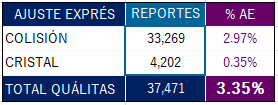 AJUSTE EXPRÉS REPORTES % AE
COLISIÓN 33,269 2.97%
CRISTAL 4,202 0.35%
TOTAL QUÁLITAS 37,471 3.35%